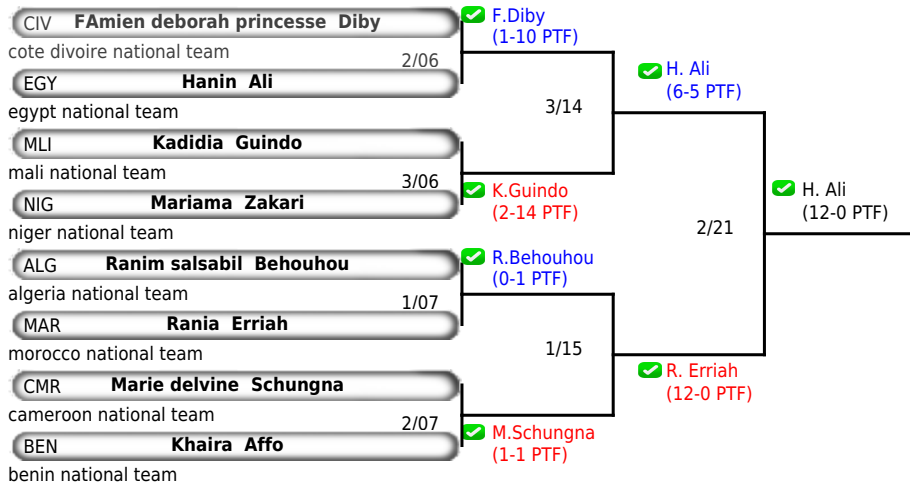 CIV FAmien deborah princesse Diby
cote divoire national team
2/06
EGY Hanin Ali
egypt national team
MLI Kadidia Guindo
mali national team
3/06
NIG Mariama Zakari
niger national team
ALG Ranim salsabil Behouhou
algeria national team
1/07
MAR Rania Erriah
morocco national team
CMR Marie delvine Schungna
cameroon national team
2/07
BEN Khaira Affo
benin national team
F.Diby
(1-10 PTF)
3/14
K.Guindo
(2-14 PTF)
R.Behouhou
(0-1 PTF)
1/15
M.Schungna
(1-1 PTF)
H. Ali
(6-5 PTF)
2/21
R. Erriah
(12-0 PTF)
H. Ali
(12-0 PTF)